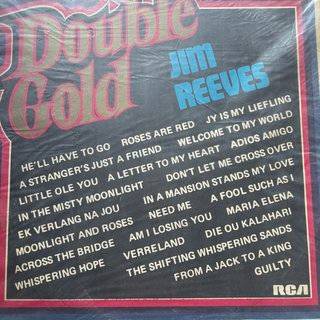 Double
Gold
JIM
REEVES
HE'LL HAVE TO GO ROSES ARE RED JY IS MY LIEFLING
A STRANGER'S JUST A FRIEND WELCOME TO MY WORLD
LITTLE OLE YOU A LETTER TO MY HEART ADIOS AMIGO
IN THE MISTY MOONLIGHT DON'T LET ME CROSS OVER
EK VERLANG NA JOU IN A MANSION STANDS MY LOVE
MOONLIGHT AND ROSES NEED ME A FOOL SUCH AS I
ACROSS THE BRIDGE AM I LOSING YOU MARIA ELENA
WHISPERING HOPE VERRELAND DIE OU KALAHARI
THE SHIFTING WHISPERING SANDS
FROM A JACK TO A KING
GUILTY
RCA